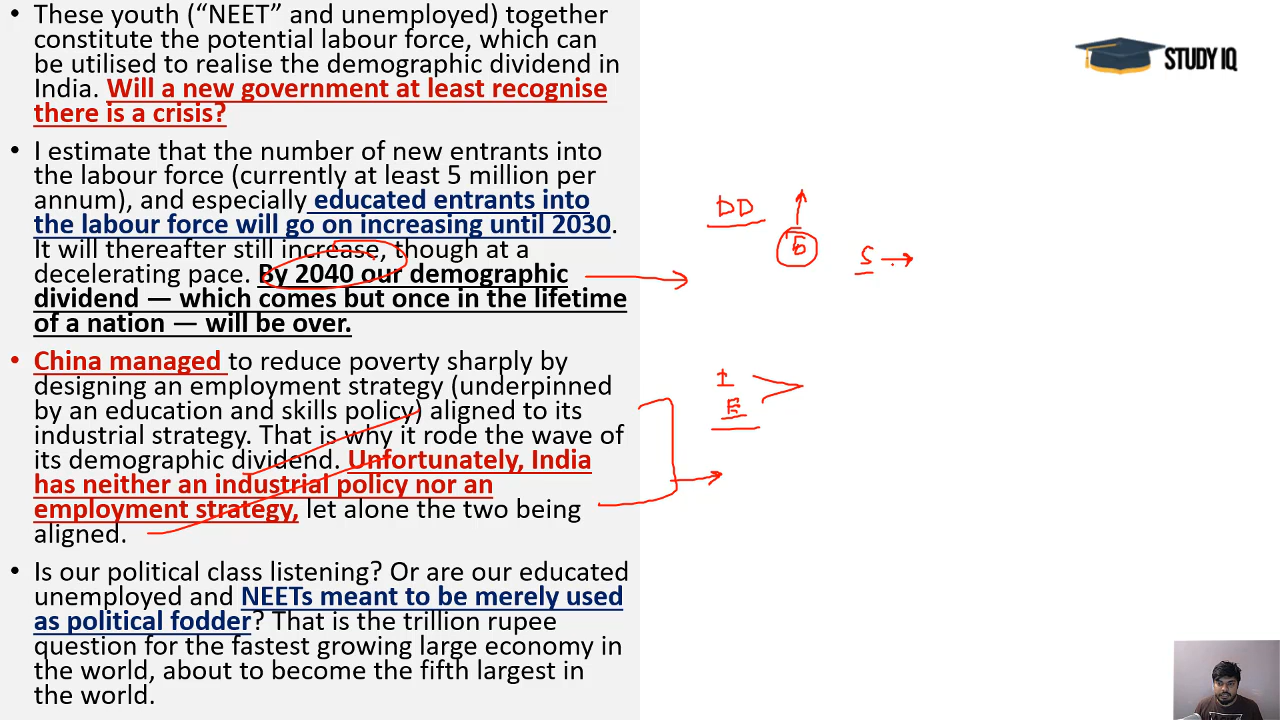 • These youth (“NEET” and unemployed) together
constitute the potential labour force, which can
be utilised to realise the demographic dividend in
India. Will a new government at least recognise
there is a crisis?
• I estimate that the number of new entrants into
the labour force (currently at least 5 million per
annum), and especially educated entrants into
the labour force will go on increasing until 2030.
It will thereafter still increase, though at a
decelerating pace. By 2040 our demographic
dividend — which comes but once in the lifetime
of a nation — will be over.
• China managed to reduce poverty sharply by
designing an employment strategy (underpinned
by an education and skills policy) aligned to its
industrial strategy. That is why it rode the wave of
its demographic dividend. Unfortunately, India
has neither an industrial policy nor an
employment strategy, let alone the two being
aligned.
• Is our political class listening? Or are our educated
unemployed and NEETs meant to be merely used
as political fodder? That is the trillion rupee
question for the fastest growing large economy in
the world, about to become the fifth largest in
the world.
STUDY IQ
DD
S
I
E